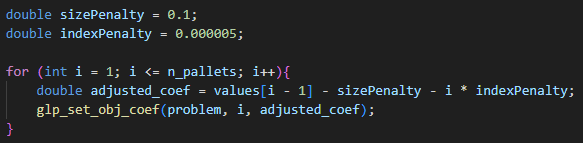 double sizePenalty = 0.1;
double indexPenalty = 0.000005;
for (int i = 1; i <= n_pallets; i++){
    double adjusted_coef = values[i - 1] - sizePenalty - i * indexPenalty;
    glp_set_obj_coef(problem, i, adjusted_coef);
}